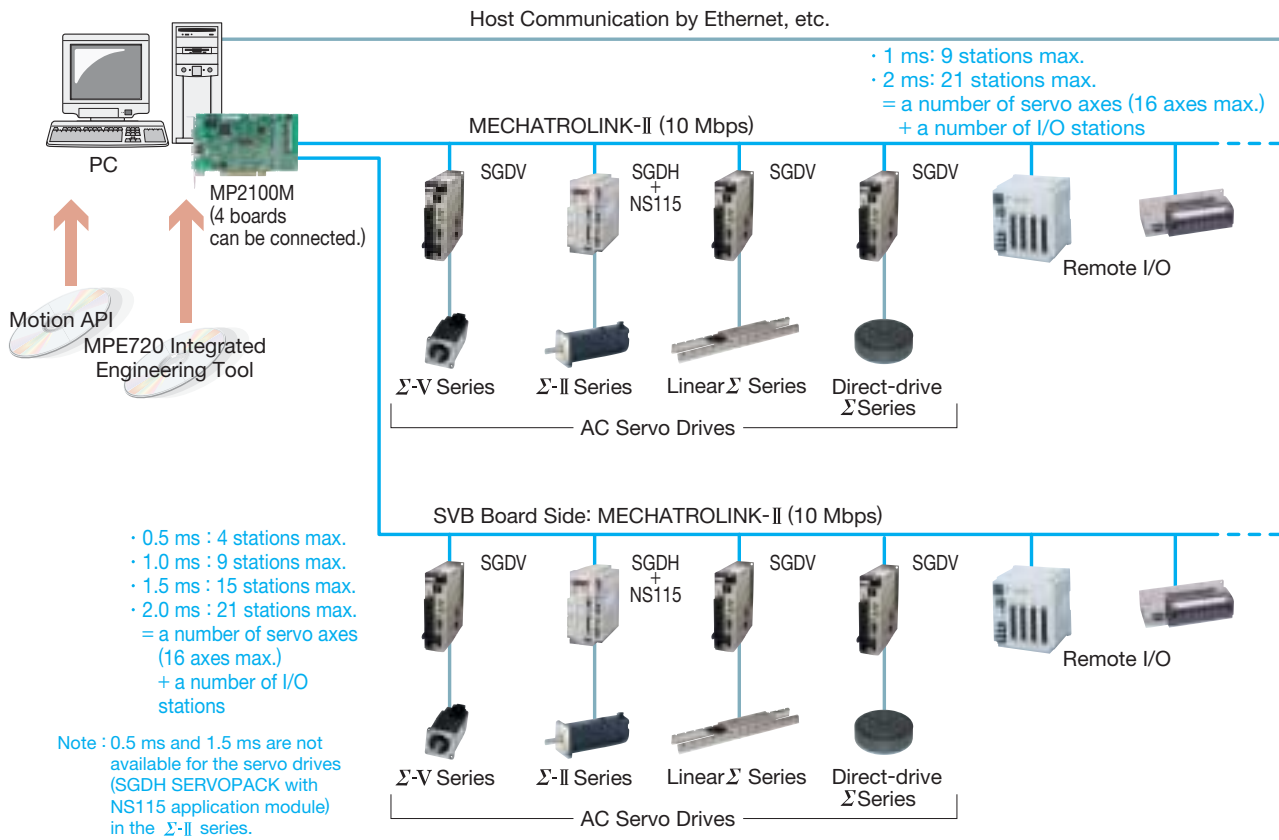 Host Communication by Ethernet, etc.
· 1 ms: 9 stations max.
· 2 ms: 21 stations max.
= a number of servo axes (16 axes max.)
+ a number of I/O stations
MECHATROLINK-Ⅱ (10 Mbps)
PC
MP2100M
(4 boards
can be connected.)
SGDV
SGDH
+
NS115
SGDV
SGDV
Remote I/O
Motion API
MPE720 Integrated
Engineering Tool
Σ-Ⅴ Series
Σ-Ⅱ Series
Linear Σ Series
Direct-drive
Σ Series
AC Servo Drives
SVB Board Side: MECHATROLINK-Ⅱ (10 Mbps)
· 0.5 ms : 4 stations max.
· 1.0 ms : 9 stations max.
· 1.5 ms : 15 stations max.
· 2.0 ms : 21 stations max.
= a number of servo axes
(16 axes max.)
+ a number of I/O
stations
Note : 0.5 ms and 1.5 ms are not
available for the servo drives
(SGDH SERVOPACK with
NS115 application module)
in the Σ-Ⅱ series.
SGDV
SGDH
+
NS115
SGDV
SGDV
Remote I/O
Σ-Ⅴ Series
Σ-Ⅱ Series
Linear Σ Series
Direct-drive
Σ Series
AC Servo Drives